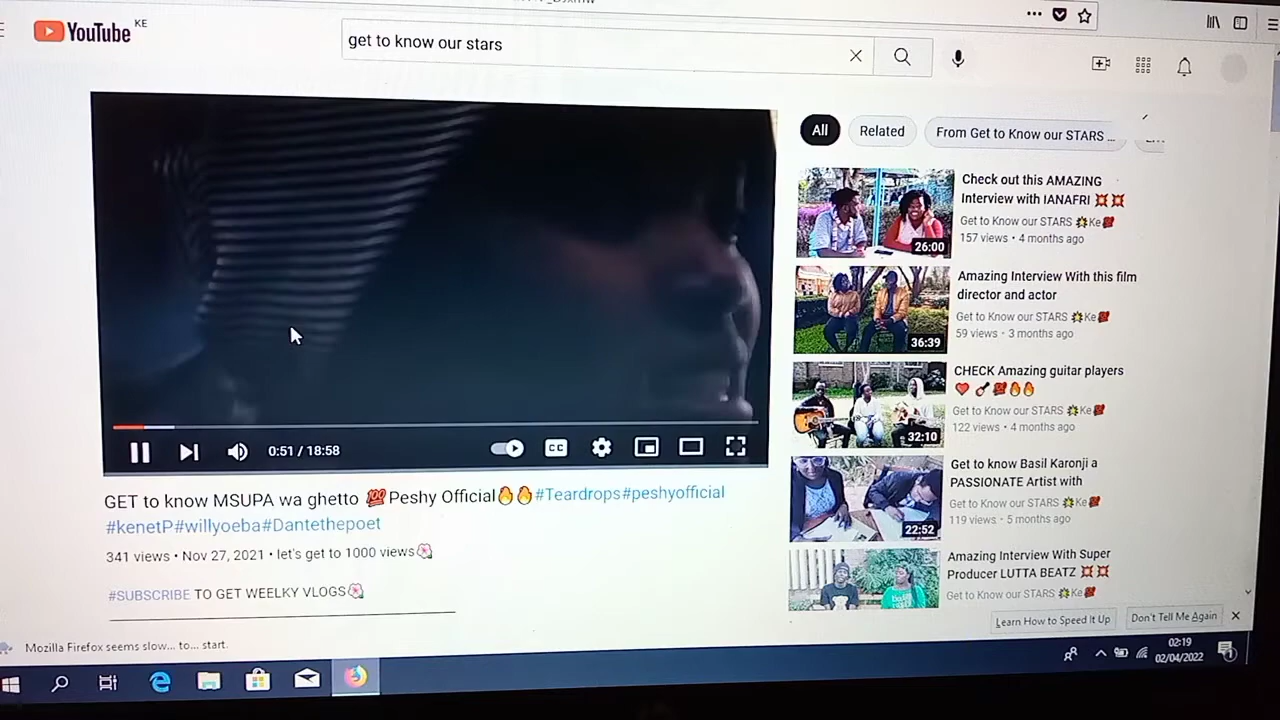 YouTube KE
get to know our stars
All
Related
From Get to Know our STARS ...
Check out this AMAZING
Interview with IANAFRI 💥💥
Get to Know our STARS 🌟Ke💯
157 views • 4 months ago
26:00
Amazing Interview With this film
director and actor
Get to Know our STARS 🌟Ke💯
59 views • 3 months ago
36:39
CHECK Amazing guitar players
❤️ 🎸💯🔥🔥
Get to Know our STARS 🌟Ke💯
122 views • 4 months ago
32:10
Get to know Basil Karonji a
PASSIONATE Artist with
Get to Know our STARS 🌟Ke💯
119 views • 5 months ago
22:52
Amazing Interview With Super
Producer LUTTA BEATZ 💥💥
Get to Know our STARS 🌟Ke💯
0:51 / 18:58
CC
GET to know MSUPA wa ghetto 💯Peshy Official🔥🔥#Teardrops#peshyofficial
#kenetP#willyoeba#Dantethepoet
341 views • Nov 27, 2021 • let's get to 1000 views🌸
#SUBSCRIBE TO GET WEELKY VLOGS🌸
Mozilla Firefox seems slow... to... start.
Learn How to Speed It Up
Don't Tell Me Again
02:19
02/04/2022
1